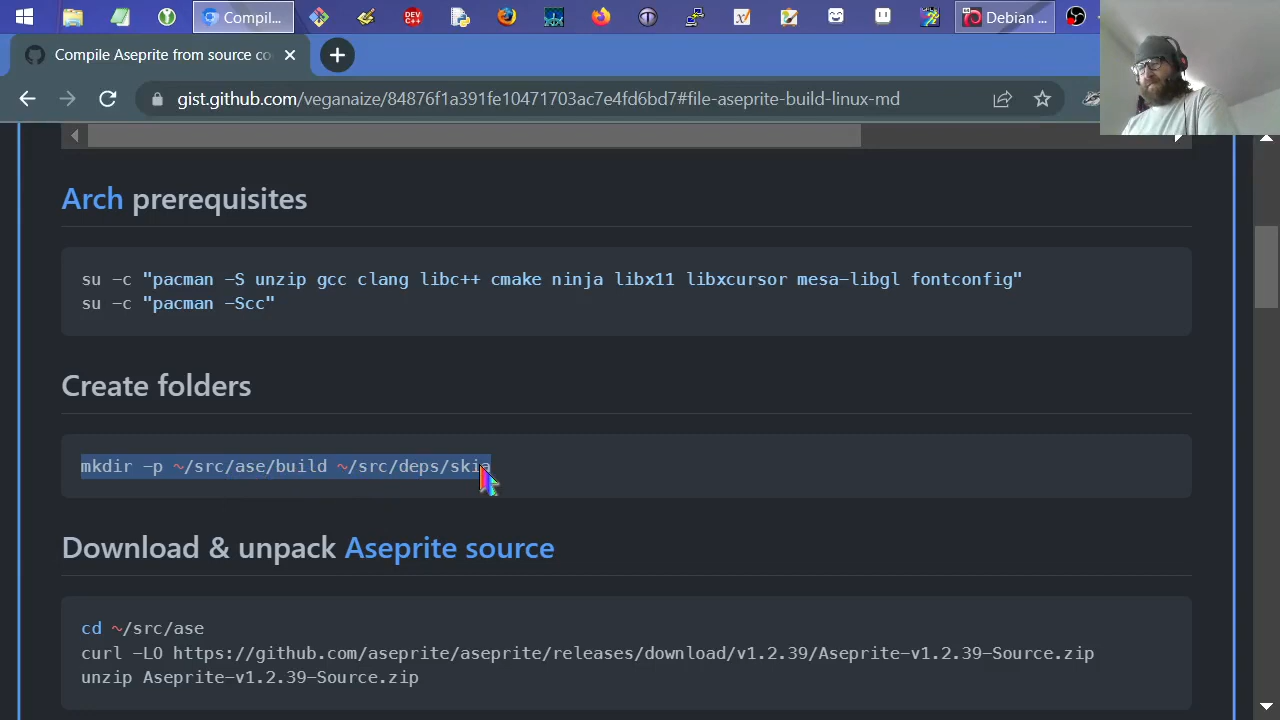 Compil...
Debian ...
Compile Aseprite from source co
gist.github.com/veganaize/84876f1a391fe10471703ac7e4fd6bd7#file-aseprite-build-linux-md
Arch prerequisites
su -c "pacman -S unzip gcc clang libc++ cmake ninja libx11 libxcursor mesa-libgl fontconfig"
su -c "pacman -Scc"
Create folders
mkdir -p ~/src/ase/build ~/src/deps/skia
Download & unpack Aseprite source
cd ~/src/ase
curl -LO https://github.com/aseprite/aseprite/releases/download/v1.2.39/Aseprite-v1.2.39-Source.zip
unzip Aseprite-v1.2.39-Source.zip